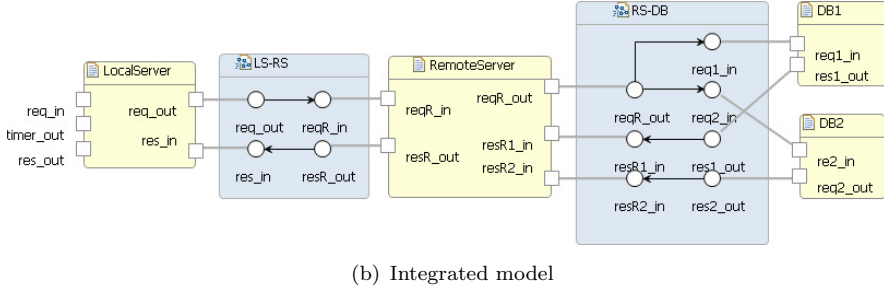 RS-DB
DB1
LS-RS
LocalServer
RemoteServer
req1_in
res1_out
req1_in
reqR_out
req_in
req_out
reqR_in
timer_out
req_out
reqR_in
reqR_out
req2_in
DB2
res_in
resR_out
resR1_in
res_out
resR2_in
re2_in
resR1_in
res1_out
res_in
resR_out
req2_out
resR2_in
res2_out
(b) Integrated model